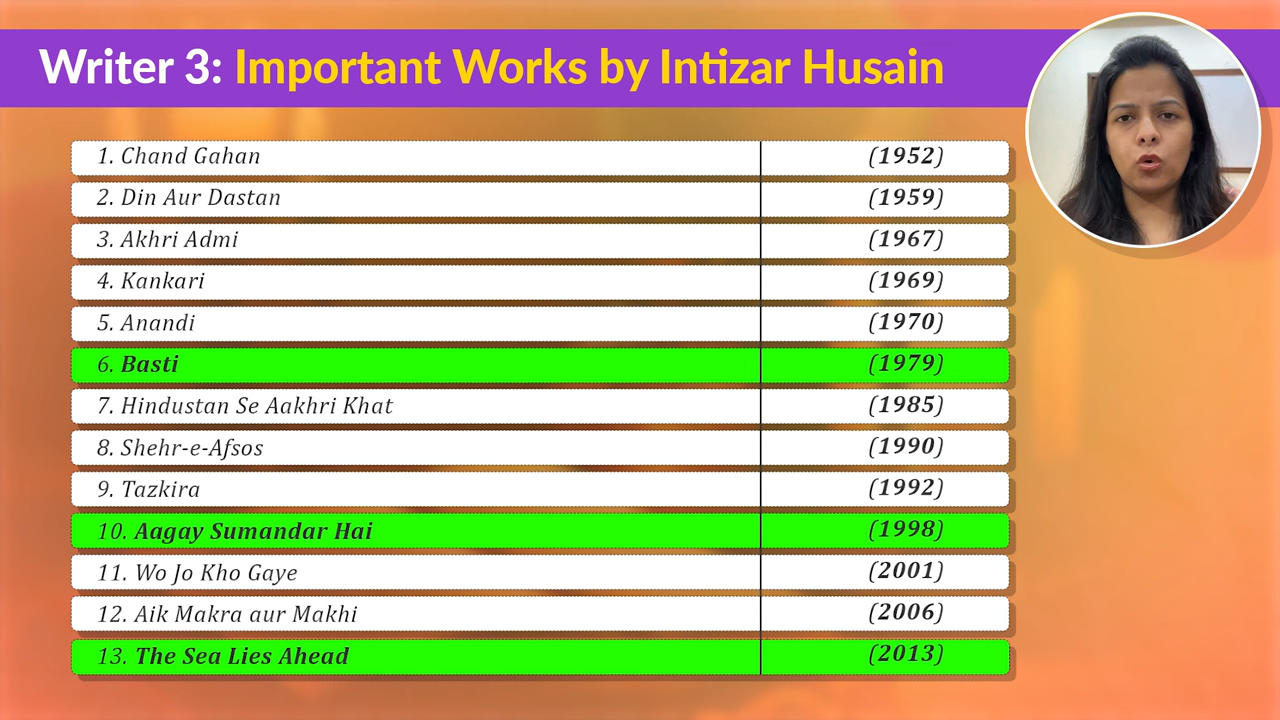 Writer 3: Important Works by Intizar Husain
1. Chand Gahan (1952)
2. Din Aur Dastan (1959)
3. Akhri Admi (1967)
4. Kankari (1969)
5. Anandi (1970)
6. Basti (1979)
7. Hindustan Se Aakhri Khat (1985)
8. Shehr-e-Afsos (1990)
9. Tazkira (1992)
10. Aagay Sumandar Hai (1998)
11. Wo Jo Kho Gaye (2001)
12. Aik Makra aur Makhi (2006)
13. The Sea Lies Ahead (2013)